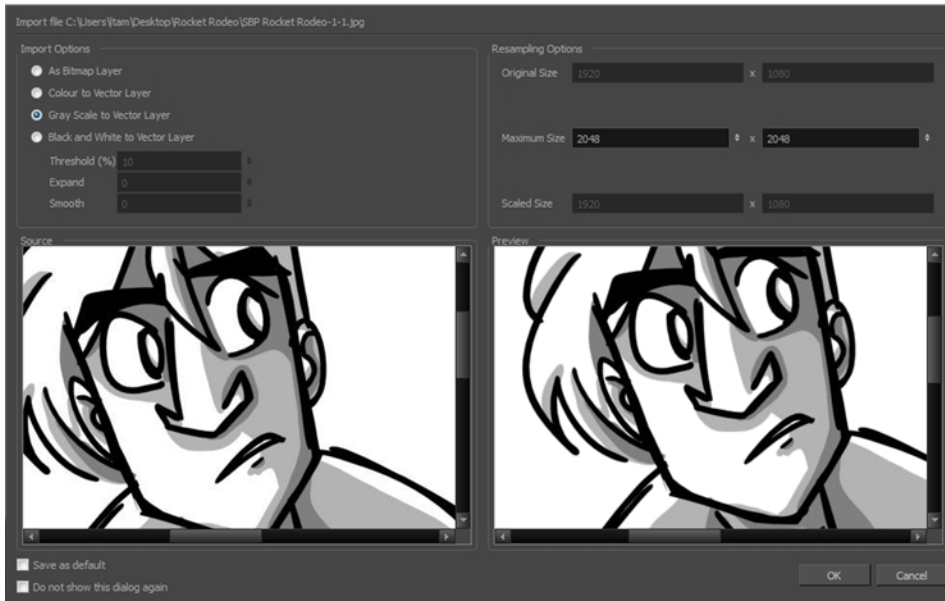 Import file C:\Users\ltam\Desktop\Rocket Rodeo\SBP Rocket Rodeo-1-1.jpg
Import Options
As Bitmap Layer
Colour to Vector Layer
Gray Scale to Vector Layer
Black and White to Vector Layer
Threshold (%) 10
Expand 0
Smooth 0
Resampling Options
Original Size 1920 x 1080
Maximum Size 2048 x 2048
Scaled Size 1920 x 1080
Source
Preview
Save as default
Do not show this dialog again
OK Cancel